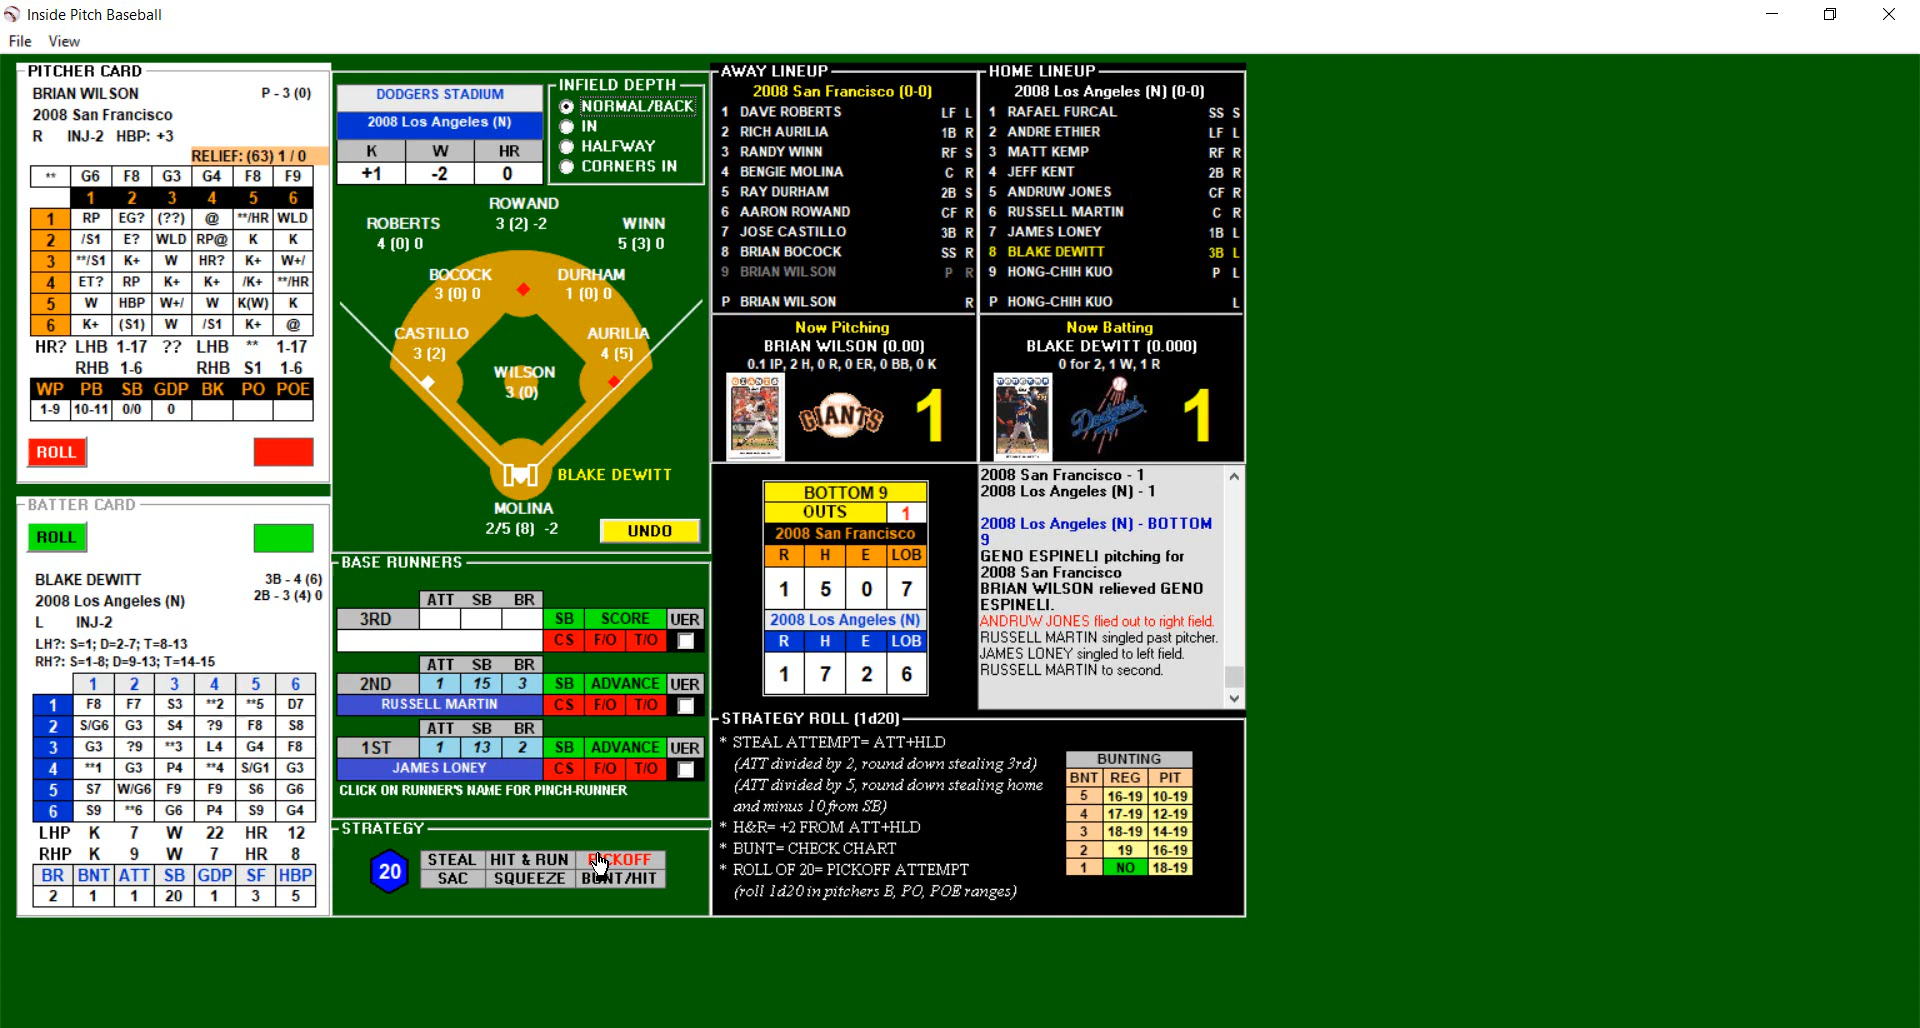 Inside Pitch Baseball
File View
PITCHER CARD
BRIAN WILSON P - 3 (0)
2008 San Francisco
R INJ-2 HBP: +3
RELIEF: (63) 1 / 0
** G6 F8 G3 G4 F8 F9
1 2 3 4 5 6
1 RP EG? (??) @ **/HR WLD
2 /S1 E? WLD RP@ K K
3 **/S1 K+ W HR? K+ W+/
4 ET? RP K+ K+ /K+ **/HR
5 W HBP W+/ W K(W) K
6 K+ (S1) W /S1 K+ @
HR? LHB 1-17 ?? LHB ** 1-17
RHB 1-6 RHB S1 1-6
WP PB SB GDP BK PO POE
1-9 10-11 0/0 0
ROLL
BATTER CARD
ROLL
BLAKE DEWITT 3B - 4 (6)
2008 Los Angeles (N) 2B - 3 (4) 0
L INJ-2
LH?: S=1; D=2-7; T=8-13
RH?: S=1-8; D=9-13; T=14-15
1 2 3 4 5 6
1 F8 F7 S3 **2 **5 D7
2 S/G6 G3 S4 ?9 F8 S8
3 G3 ?9 **3 L4 G4 F8
4 **1 G3 P4 **4 S/G1 G3
5 S7 W/G6 F9 F9 S6 G6
6 S9 **6 G6 P4 S9 G4
LHP K 7 W 22 HR 12
RHP K 9 W 7 HR 8
BR BNT ATT SB GDP SF HBP
2 1 1 20 1 3 5
DODGERS STADIUM
2008 Los Angeles (N)
K W HR
+1 -2 0
INFIELD DEPTH
NORMAL/BACK
IN
HALFWAY
CORNERS IN
ROWAND
3 (2) -2
ROBERTS
4 (0) 0
WINN
5 (3) 0
BOCOCK
3 (0) 0
DURHAM
1 (0) 0
CASTILLO
3 (2)
AURILIA
4 (5)
WILSON
3 (0)
BLAKE DEWITT
MOLINA
2/5 (8) -2
UNDO
BASE RUNNERS
ATT SB BR
3RD SB SCORE UER
CS F/O T/O
ATT SB BR
2ND 1 15 3 SB ADVANCE UER
RUSSELL MARTIN CS F/O T/O
ATT SB BR
1ST 1 13 2 SB ADVANCE UER
JAMES LONEY CS F/O T/O
CLICK ON RUNNER'S NAME FOR PINCH-RUNNER
STRATEGY
20
STEAL HIT & RUN PICKOFF
SAC SQUEEZE BUNT/HIT
AWAY LINEUP
2008 San Francisco (0-0)
1 DAVE ROBERTS LF L
2 RICH AURILIA 1B R
3 RANDY WINN RF S
4 BENGIE MOLINA C R
5 RAY DURHAM 2B S
6 AARON ROWAND CF R
7 JOSE CASTILLO 3B R
8 BRIAN BOCOCK SS R
9 BRIAN WILSON P R
P BRIAN WILSON R
HOME LINEUP
2008 Los Angeles (N) (0-0)
1 RAFAEL FURCAL SS S
2 ANDRE ETHIER LF L
3 MATT KEMP RF R
4 JEFF KENT 2B R
5 ANDRUW JONES CF R
6 RUSSELL MARTIN C R
7 JAMES LONEY 1B L
8 BLAKE DEWITT 3B L
9 HONG-CHIH KUO P L
P HONG-CHIH KUO L
Now Pitching
BRIAN WILSON (0.00)
0.1 IP, 2 H, 0 R, 0 ER, 0 BB, 0 K
GIANTS
GIANTS
1
Now Batting
BLAKE DEWITT (0.000)
0 for 2, 1 W, 1 R
Dodgers
1
BOTTOM 9
OUTS 1
2008 San Francisco
R H E LOB
1 5 0 7
2008 Los Angeles (N)
R H E LOB
1 7 2 6
2008 San Francisco - 1
2008 Los Angeles (N) - 1
2008 Los Angeles (N) - BOTTOM
9
GENO ESPINELI pitching for
2008 San Francisco
BRIAN WILSON relieved GENO
ESPINELI.
ANDRUW JONES flied out to right field.
RUSSELL MARTIN singled past pitcher.
JAMES LONEY singled to left field.
RUSSELL MARTIN to second.
STRATEGY ROLL (1d20)
* STEAL ATTEMPT= ATT+HLD
(ATT divided by 2, round down stealing 3rd)
(ATT divided by 5, round down stealing home
and minus 10 from SB)
* H&R= +2 FROM ATT+HLD
* BUNT= CHECK CHART
* ROLL OF 20= PICKOFF ATTEMPT
(roll 1d20 in pitchers B, PO, POE ranges)
BUNTING
BNT REG PIT
5 16-19 10-19
4 17-19 12-19
3 18-19 14-19
2 19 16-19
1 NO 18-19